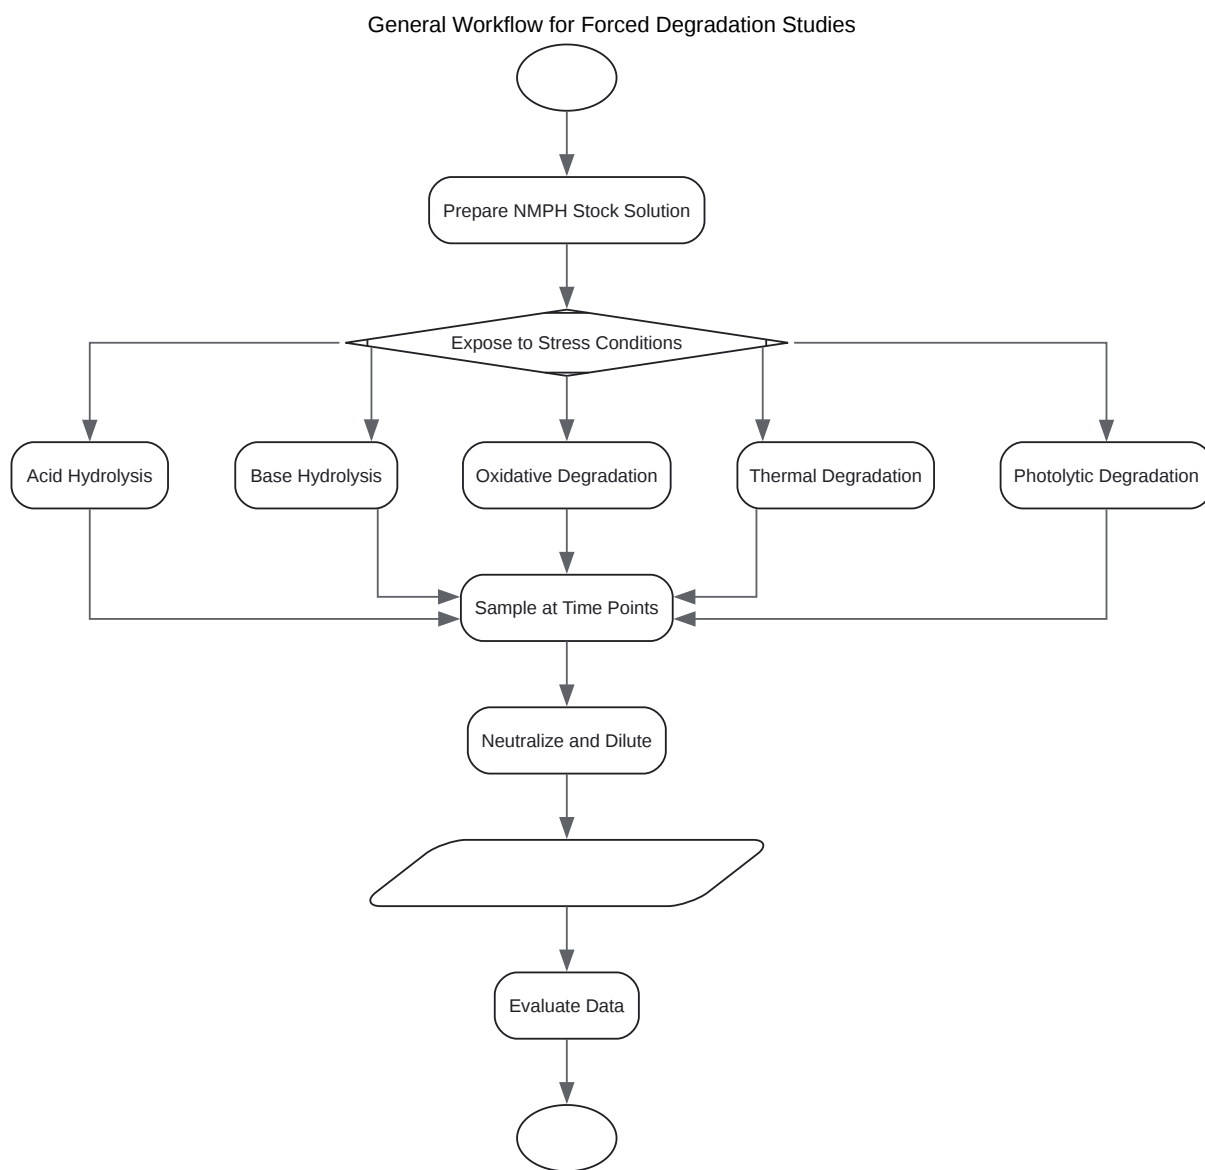 General Workflow for Forced Degradation Studies
Prepare NMPH Stock Solution
Expose to Stress Conditions
Acid Hydrolysis
Base Hydrolysis
Oxidative Degradation
Thermal Degradation
Photolytic Degradation
Sample at Time Points
Neutralize and Dilute
Evaluate Data